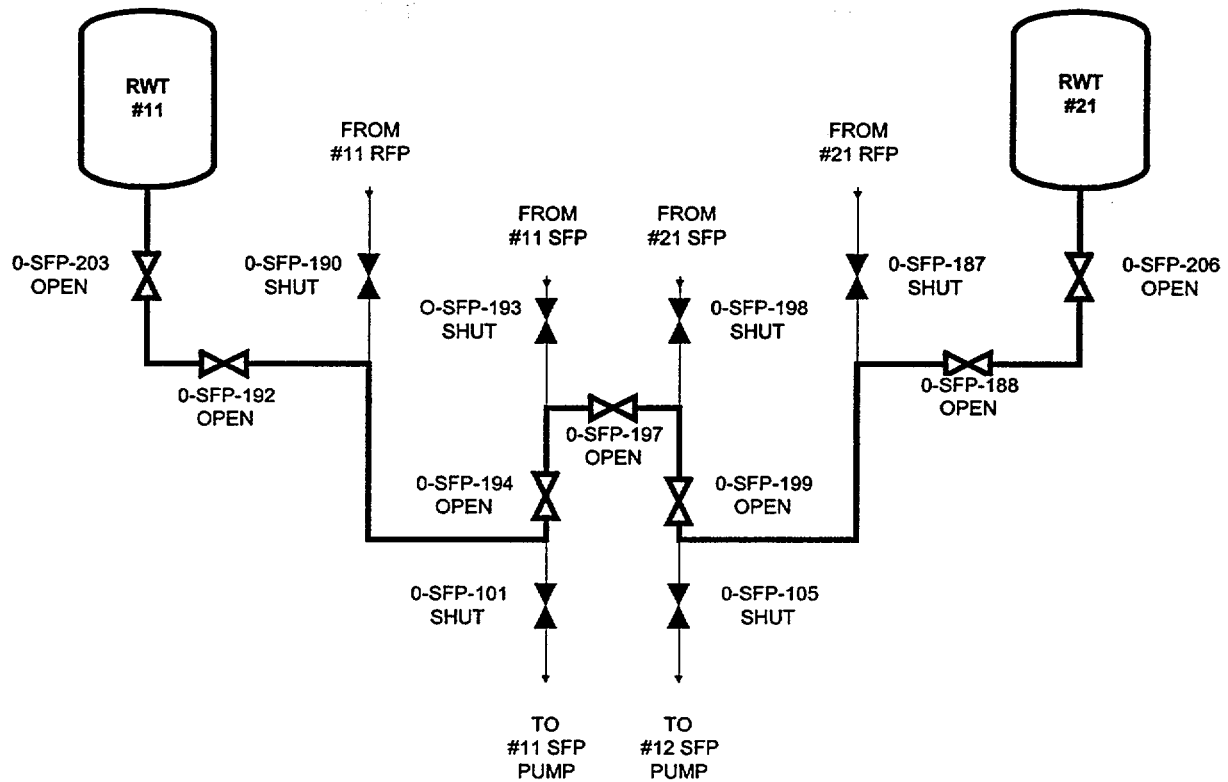 RWT
#11
RWT
#21
FROM
#11 RFP
FROM
#21 RFP
FROM
#11 SFP
FROM
#21 SFP
0-SFP-203
OPEN
0-SFP-190
SHUT
O-SFP-193
SHUT
0-SFP-198
SHUT
0-SFP-187
SHUT
0-SFP-206
OPEN
0-SFP-192
OPEN
0-SFP-197
OPEN
0-SFP-188
OPEN
0-SFP-194
OPEN
0-SFP-199
OPEN
0-SFP-101
SHUT
0-SFP-105
SHUT
TO
#11 SFP
PUMP
TO
#12 SFP
PUMP